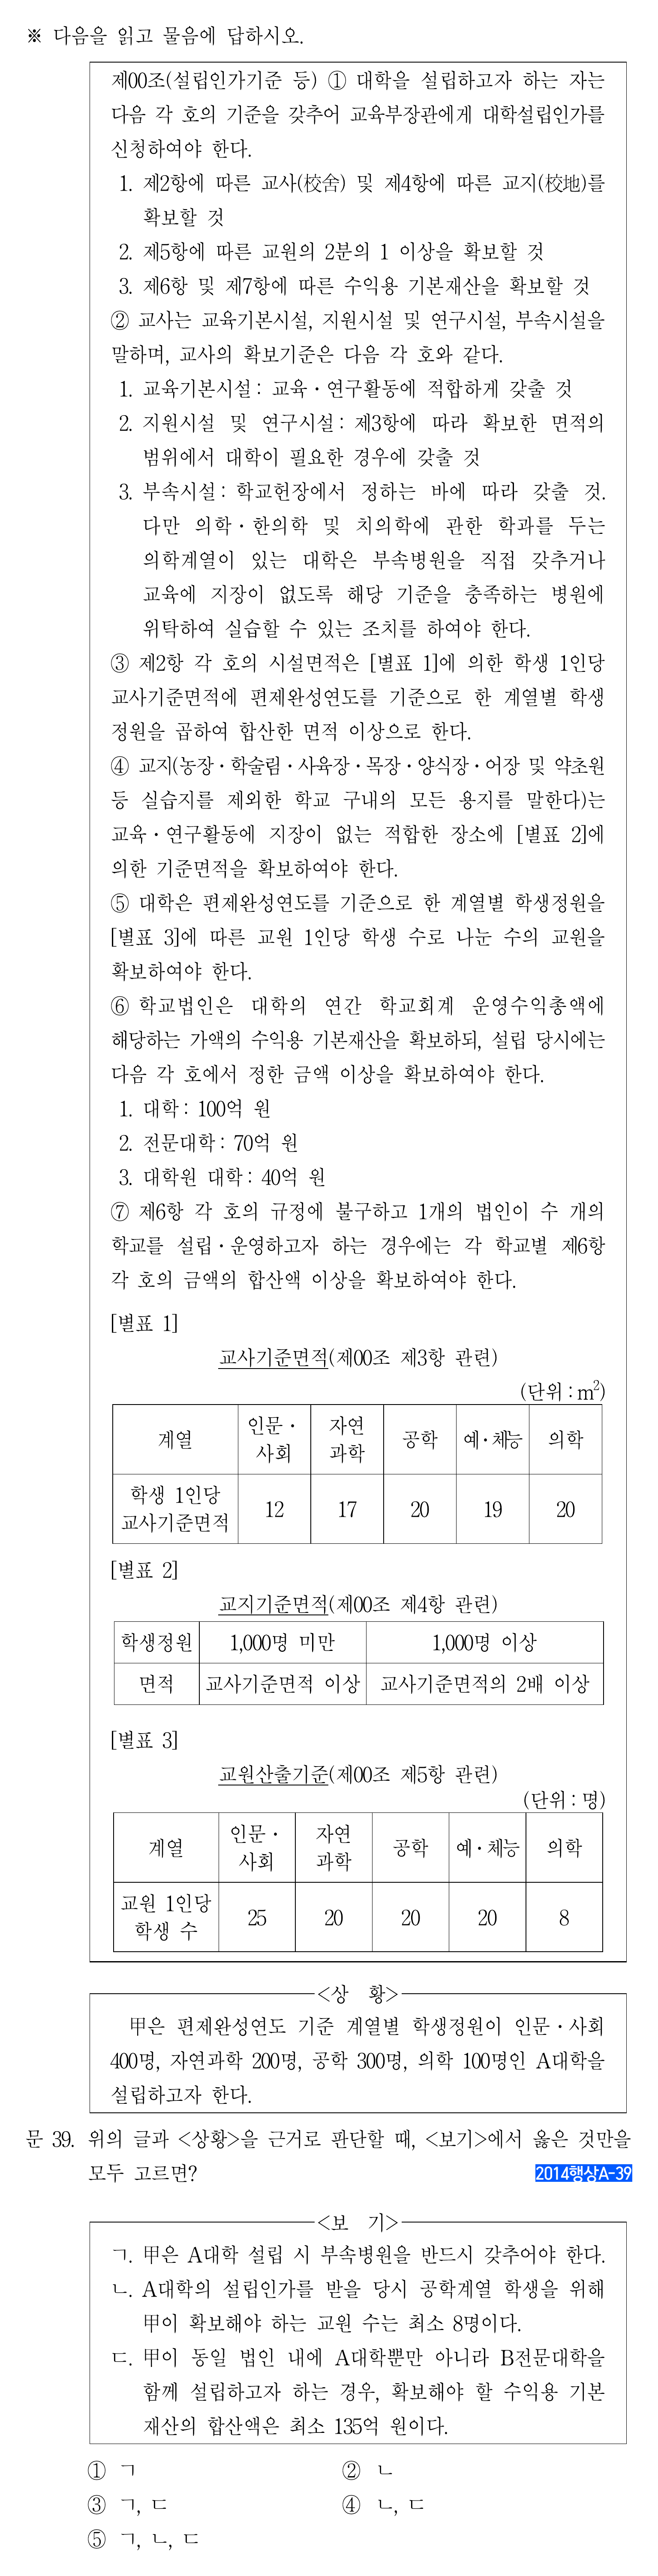 ※ 다음을 읽고 물음에 답하시오.
제00조(설립인가기준 등) ① 대학을 설립하고자 하는 자는
다음 각 호의 기준을 갖추어 교육부장관에게 대학설립인가를
신청하여야 한다.
1. 제2항에 따른 교사(校舍) 및 제4항에 따른 교지(校地)를
확보할 것
2. 제5항에 따른 교원의 2분의 1 이상을 확보할 것
3. 제6항 및 제7항에 따른 수익용 기본재산을 확보할 것
② 교사는 교육기본시설, 지원시설 및 연구시설, 부속시설을
말하며, 교사의 확보기준은 다음 각 호와 같다.
1. 교육기본시설 : 교육・연구활동에 적합하게 갖출 것
2. 지원시설 및 연구시설 : 제3항에 따라 확보한 면적의
범위에서 대학이 필요한 경우에 갖출 것
3. 부속시설 : 학교헌장에서 정하는 바에 따라 갖출 것.
다만 의학・한의학 및 치의학에 관한 학과를 두는
의학계열이 있는 대학은 부속병원을 직접 갖추거나
교육에 지장이 없도록 해당 기준을 충족하는 병원에
위탁하여 실습할 수 있는 조치를 하여야 한다.
③ 제2항 각 호의 시설면적은 [별표 1]에 의한 학생 1인당
교사기준면적에 편제완성연도를 기준으로 한 계열별 학생
정원을 곱하여 합산한 면적 이상으로 한다.
④ 교지(농장・학술림・사육장・목장・양식장・어장 및 약초원
등 실습지를 제외한 학교 구내의 모든 용지를 말한다)는
교육・연구활동에 지장이 없는 적합한 장소에 [별표 2]에
의한 기준면적을 확보하여야 한다.
⑤ 대학은 편제완성연도를 기준으로 한 계열별 학생정원을
[별표 3]에 따른 교원 1인당 학생 수로 나눈 수의 교원을
확보하여야 한다.
⑥ 학교법인은 대학의 연간 학교회계 운영수익총액에
해당하는 가액의 수익용 기본재산을 확보하되, 설립 당시에는
다음 각 호에서 정한 금액 이상을 확보하여야 한다.
1. 대학 : 100억 원
2. 전문대학 : 70억 원
3. 대학원 대학 : 40억 원
⑦ 제6항 각 호의 규정에 불구하고 1개의 법인이 수 개의
학교를 설립・운영하고자 하는 경우에는 각 학교별 제6항
각 호의 금액의 합산액 이상을 확보하여야 한다.
[별표 1]
교사기준면적(제00조 제3항 관련)
(단위 : m²)
계열 인문・사회 자연과학 공학 예・체능 의학
학생 1인당 교사기준면적 12 17 20 19 20
[별표 2]
교지기준면적(제00조 제4항 관련)
학생정원 1,000명 미만 1,000명 이상
면적 교사기준면적 이상 교사기준면적의 2배 이상
[별표 3]
교원산출기준(제00조 제5항 관련)
(단위 : 명)
계열 인문・사회 자연과학 공학 예・체능 의학
교원 1인당 학생 수 25 20 20 20 8
<상 황>
甲은 편제완성연도 기준 계열별 학생정원이 인문・사회
400명, 자연과학 200명, 공학 300명, 의학 100명인 A대학을
설립하고자 한다.
문 39. 위의 글과 <상황>을 근거로 판단할 때, <보기>에서 옳은 것만을
모두 고르면?
2014행상A-39
<보 기>
ㄱ. 甲은 A대학 설립 시 부속병원을 반드시 갖추어야 한다.
ㄴ. A대학의 설립인가를 받을 당시 공학계열 학생을 위해
甲이 확보해야 하는 교원 수는 최소 8명이다.
ㄷ. 甲이 동일 법인 내에 A대학뿐만 아니라 B전문대학을
함께 설립하고자 하는 경우, 확보해야 할 수익용 기본
재산의 합산액은 최소 135억 원이다.
① ㄱ
② ㄴ
③ ㄱ, ㄷ
④ ㄴ, ㄷ
⑤ ㄱ, ㄴ, ㄷ